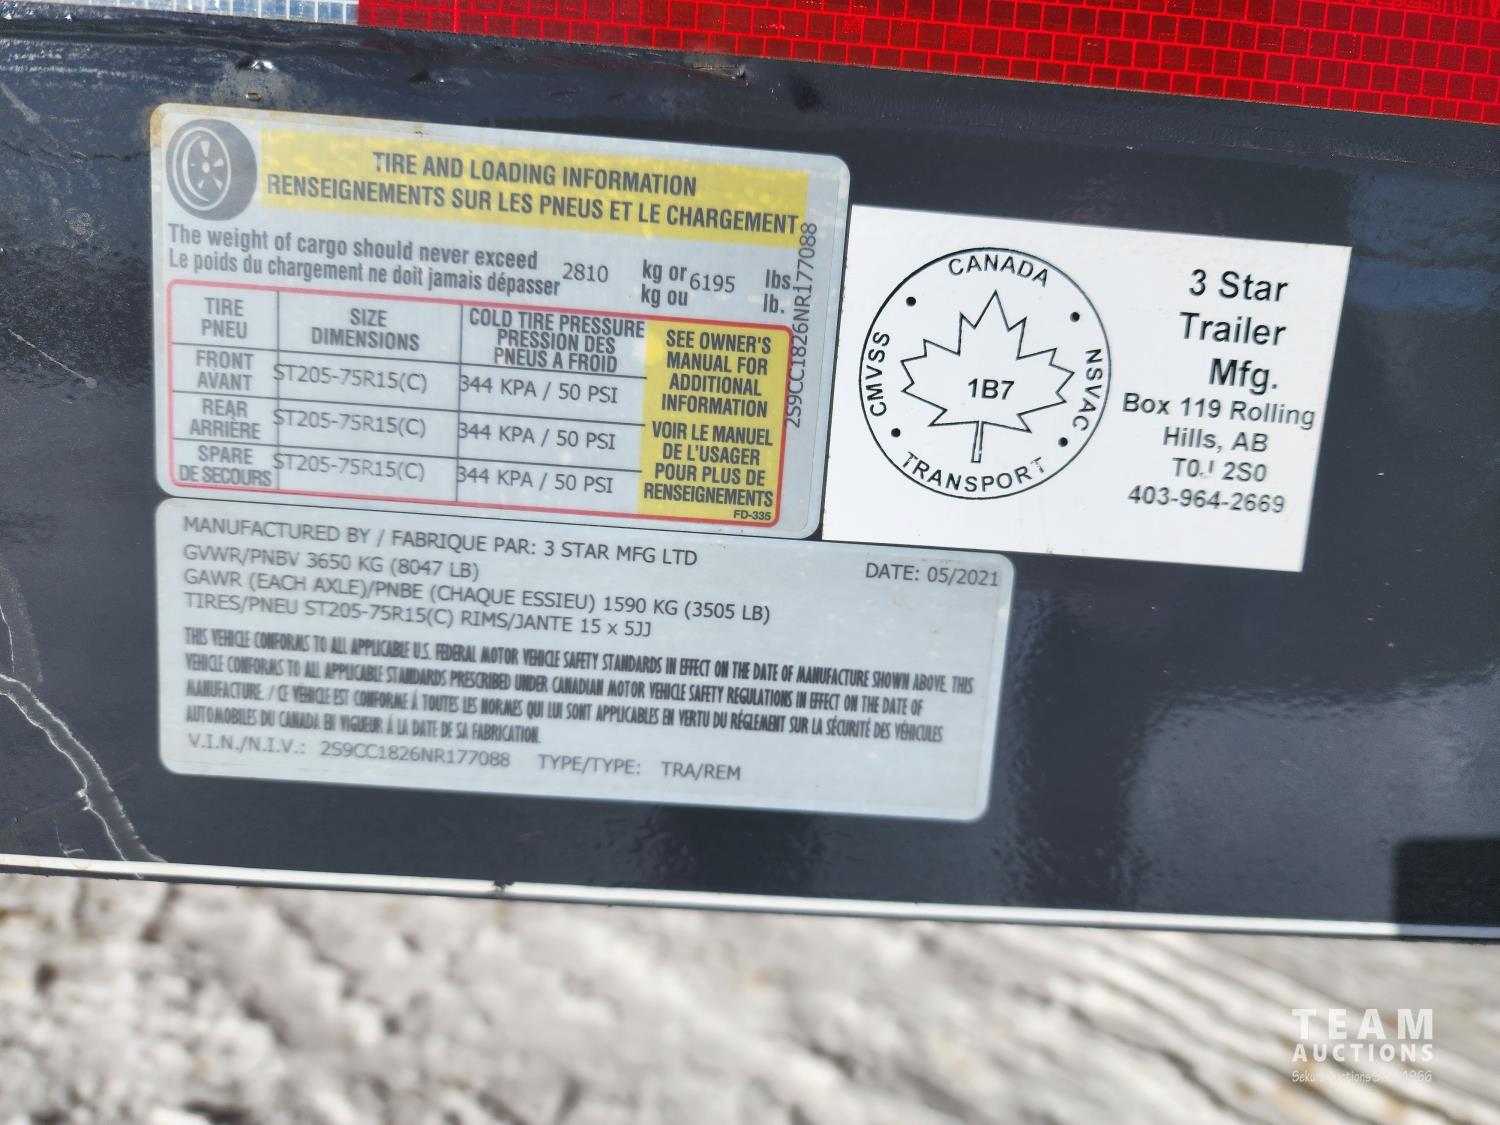 TIRE AND LOADING INFORMATION
RENSEIGNEMENTS SUR LES PNEUS ET LE CHARGEMENT
The weight of cargo should never exceed
Le poids du chargement ne doit jamais dépasser
2810 kg or 6195 lbs.
kg ou lb.
TIRE PNEU
SIZE DIMENSIONS
COLD TIRE PRESSURE
PRESSION DES
PNEUS A FROID
FRONT AVANT ST205-75R15(C) 344 KPA / 50 PSI
REAR ARRIÈRE ST205-75R15(C) 344 KPA / 50 PSI
SPARE DE SECOURS ST205-75R15(C) 344 KPA / 50 PSI
SEE OWNER'S
MANUAL FOR
ADDITIONAL
INFORMATION
VOIR LE MANUEL
DE L'USAGER
POUR PLUS DE
RENSEIGNEMENTS
FD-335
2S9CC1826NR177088
CANADA
CMVSS
NSVAC
1B7
TRANSPORT
3 Star
Trailer
Mfg.
Box 119 Rolling
Hills, AB
T0J 2S0
403-964-2669
MANUFACTURED BY / FABRIQUE PAR: 3 STAR MFG LTD
DATE: 05/2021
GVWR/PNBV 3650 KG (8047 LB)
GAWR (EACH AXLE)/PNBE (CHAQUE ESSIEU) 1590 KG (3505 LB)
TIRES/PNEU ST205-75R15(C) RIMS/JANTE 15 x 5JJ
THIS VEHICLE CONFORMS TO ALL APPLICABLE U.S. FEDERAL MOTOR VEHICLE SAFETY STANDARDS IN EFFECT ON THE DATE OF MANUFACTURE SHOWN ABOVE. THIS
VEHICLE CONFORMS TO ALL APPLICABLE STANDARDS PRESCRIBED UNDER CANADIAN MOTOR VEHICLE SAFETY REGULATIONS IN EFFECT ON THE DATE OF
MANUFACTURE. / CE VÉHICLE EST CONFORME À TOUTES LES NORMES QUI LUI SONT APPLICABLES EN VERTU DU RÉGLEMENT SUR LA SÉCURITÉ DES VÉHICULES
AUTOMOBILES DU CANADA EN VIGUEUR À LA DATE DE SA FABRICATION.
V.I.N./N.I.V.: 2S9CC1826NR177088 TYPE/TYPE: TRA/REM
TEAM
AUCTIONS